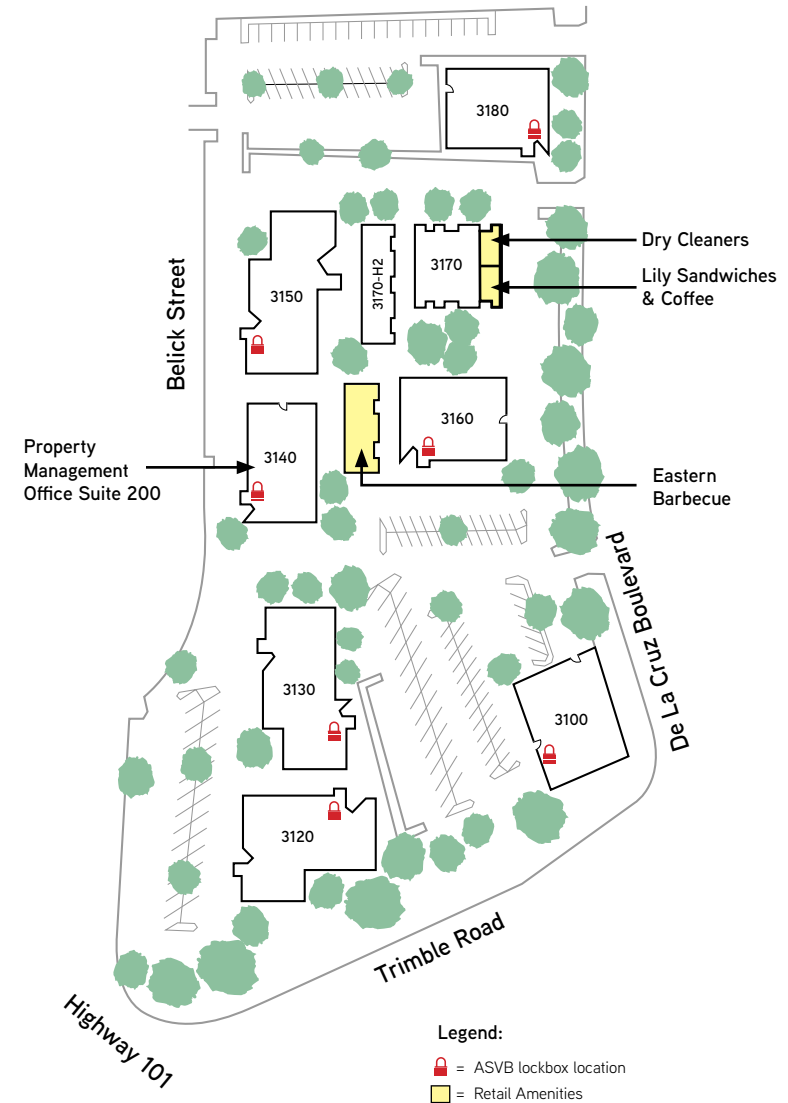 3180
Dry Cleaners
Lily Sandwiches
& Coffee
3170
3170-H2
3150
Belick Street
3160
3140
Property
Management
Office Suite 200
Eastern
Barbecue
De La Cruz Boulevard
3130
3100
3120
Trimble Road
Highway 101
Legend:
= ASVB lockbox location
= Retail Amenities